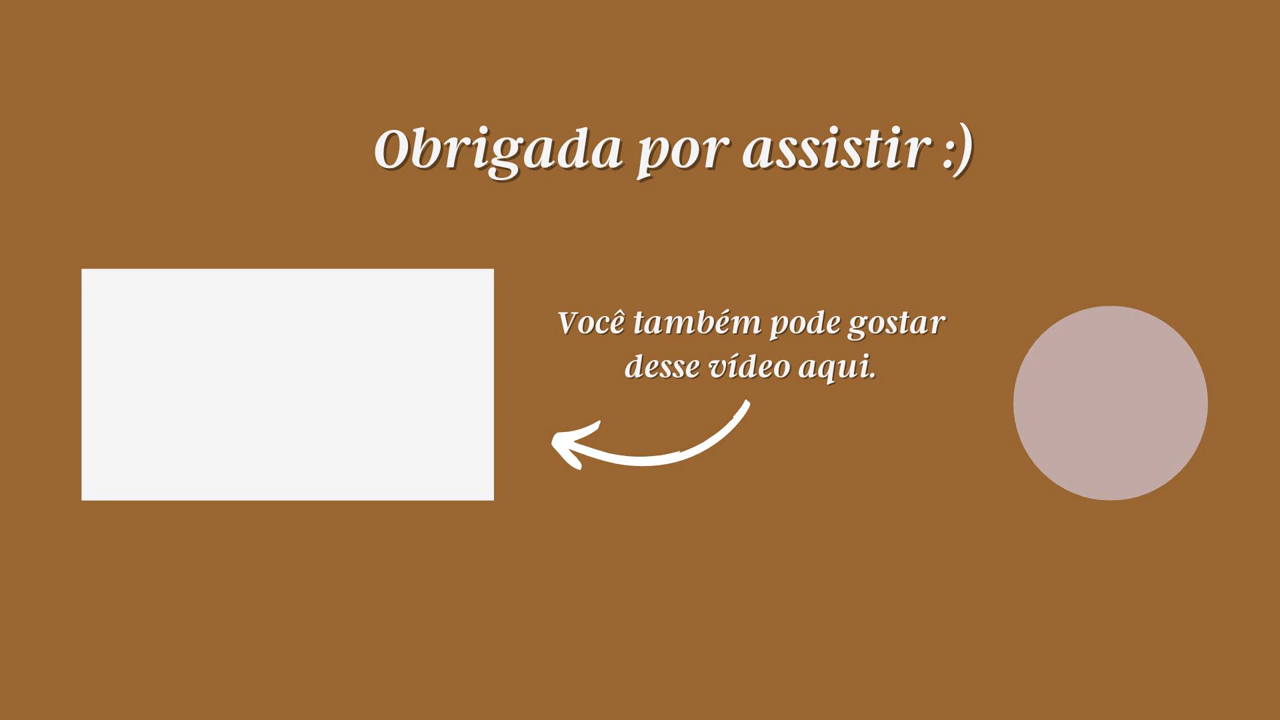 Obrigada por assistir :)
Você também pode gostar
desse vídeo aqui.